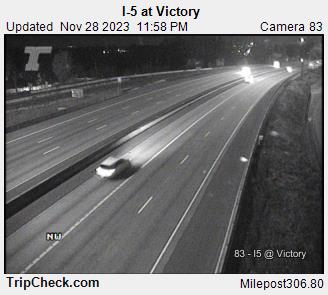 I-5 at Victory
Updated Nov 28 2023 11:58 PM Camera 83
NW
83 - I5 @ Victory
TripCheck.com Milepost306.80